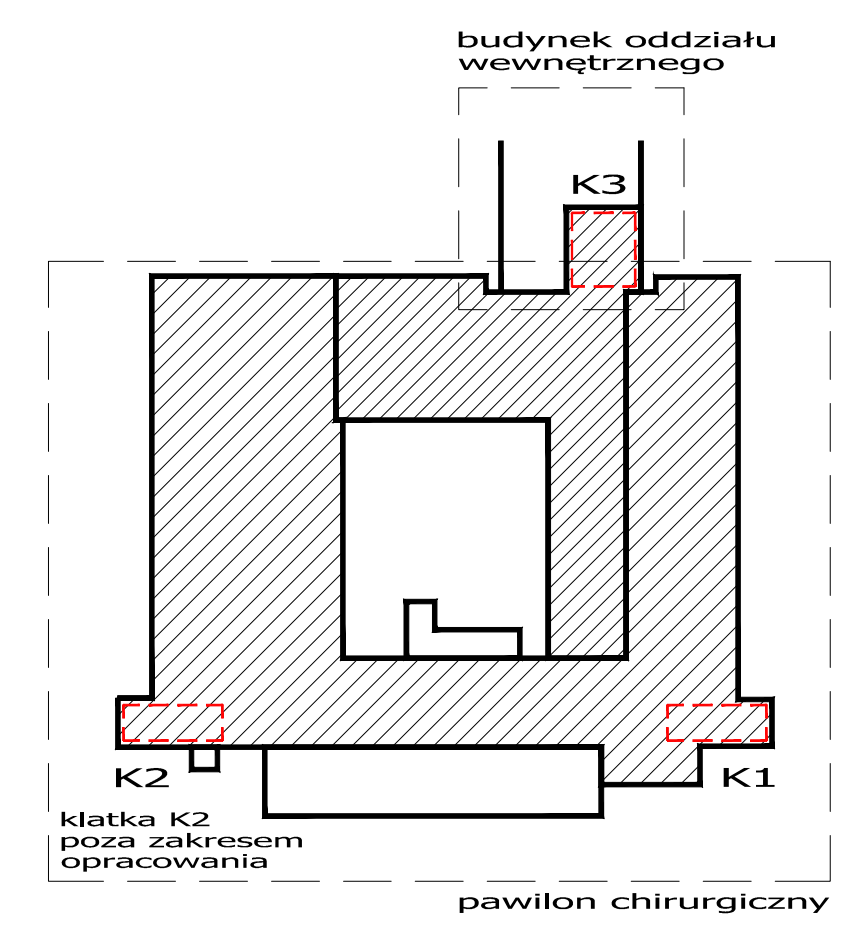 budynek oddziału
wewnętrznego
K3
K2
K1
klatka K2
poza zakresem
opracowania
pawilon chirurgiczny